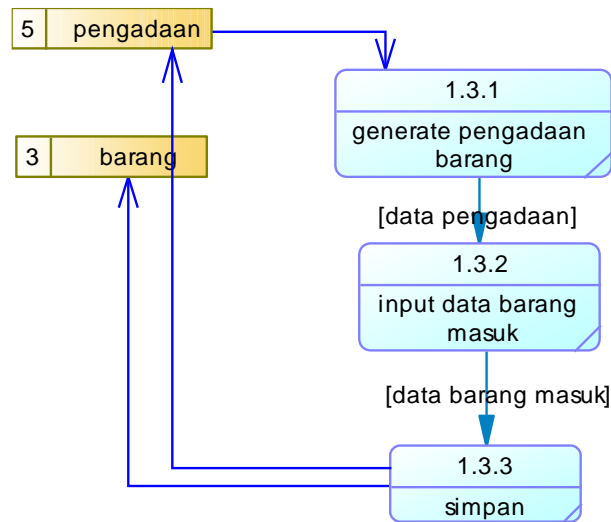 5 pengadaan
1.3.1
generate pengadaan
barang
3 barang
[data pengadaan]
1.3.2
input data barang
masuk
[data barang masuk]
1.3.3
simpan